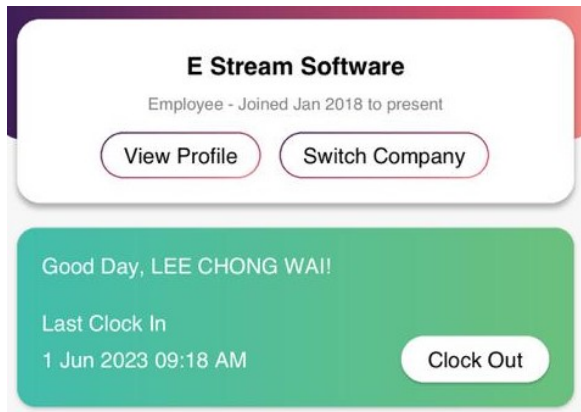 E Stream Software
Employee - Joined Jan 2018 to present
View Profile Switch Company
Good Day, LEE CHONG WAI!
Last Clock In
1 Jun 2023 09:18 AM
Clock Out